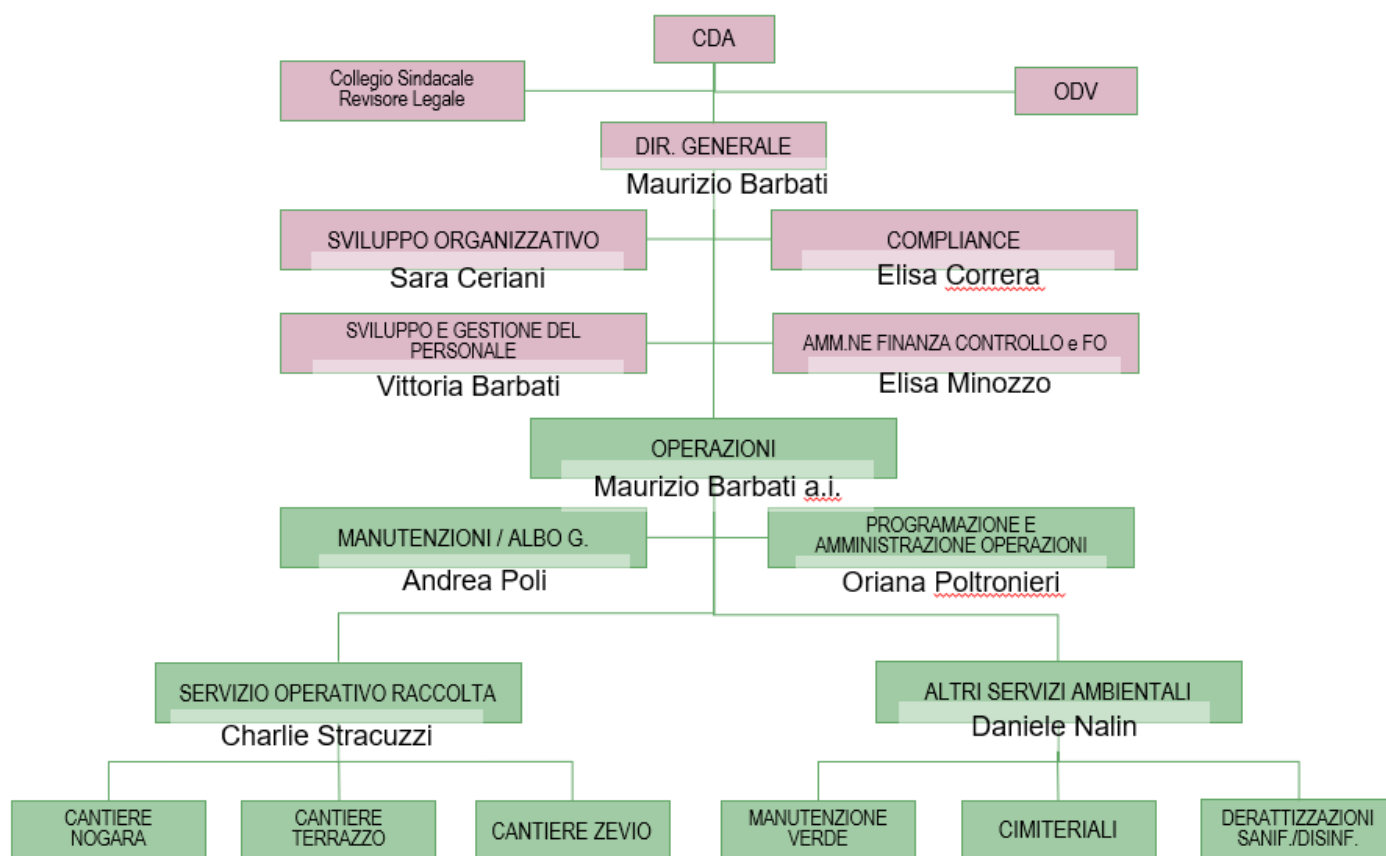 CDA
Collegio Sindacale
Revisore Legale
ODV
DIR. GENERALE
Maurizio Barbati
SVILUPPO ORGANIZZATIVO
Sara Ceriani
COMPLIANCE
Elisa Correra
SVILUPPO E GESTIONE DEL
PERSONALE
Vittoria Barbati
AMM.NE FINANZA CONTROLLO e FO
Elisa Minozzo
OPERAZIONI
Maurizio Barbati a.i.
MANUTENZIONI / ALBO G.
Andrea Poli
PROGRAMAZIONE E
AMMINISTRAZIONE OPERAZIONI
Oriana Poltronieri
SERVIZIO OPERATIVO RACCOLTA
Charlie Stracuzzi
ALTRI SERVIZI AMBIENTALI
Daniele Nalin
CANTIERE
NOGARA
CANTIERE
TERRAZZO
CANTIERE ZEVIO
MANUTENZIONE
VERDE
CIMITERIALI
DERATTIZZAZIONI
SANIF./DISINF.